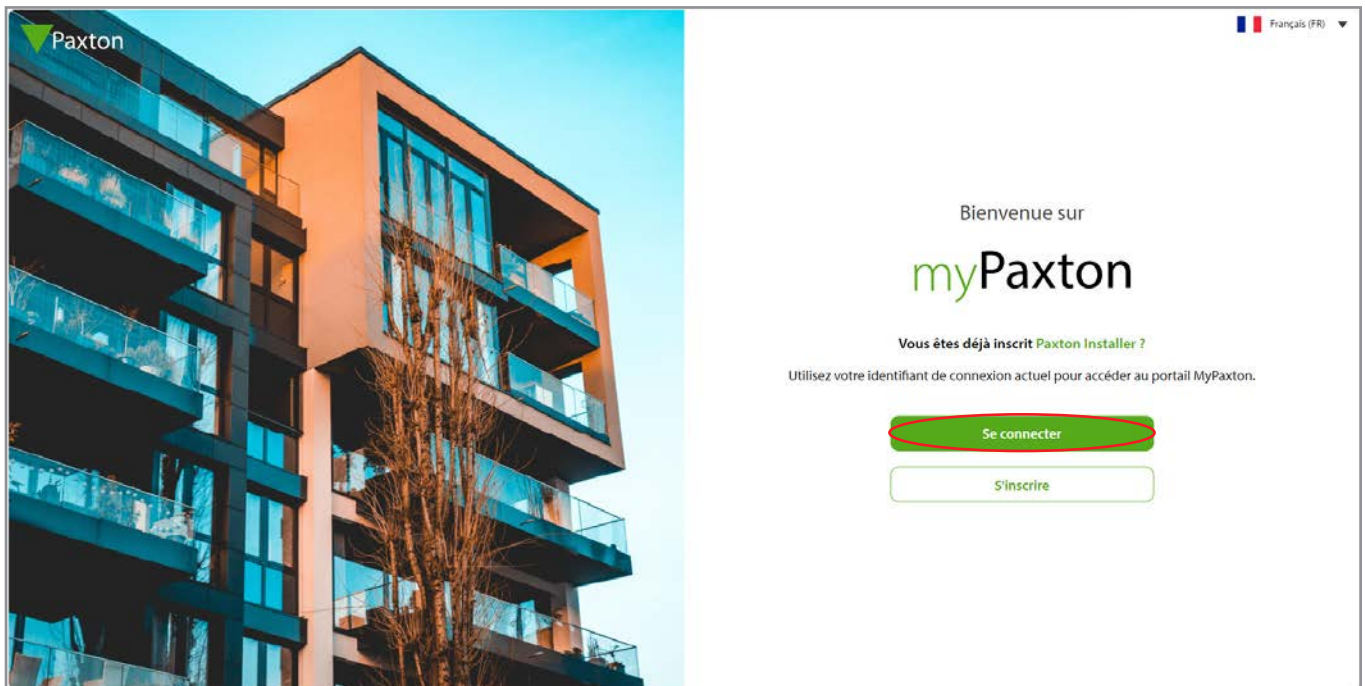 Paxton
Français (FR)
Bienvenue sur
myPaxton
Vous êtes déjà inscrit Paxton Installer ?
Utilisez votre identifiant de connexion actuel pour accéder au portail MyPaxton.
Se connecter
S'inscrire